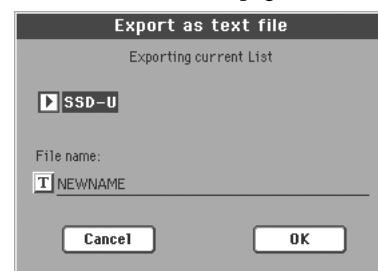 Export as text file
Exporting current List
SSD-U
File name:
T NEWNAME
Cancel OK